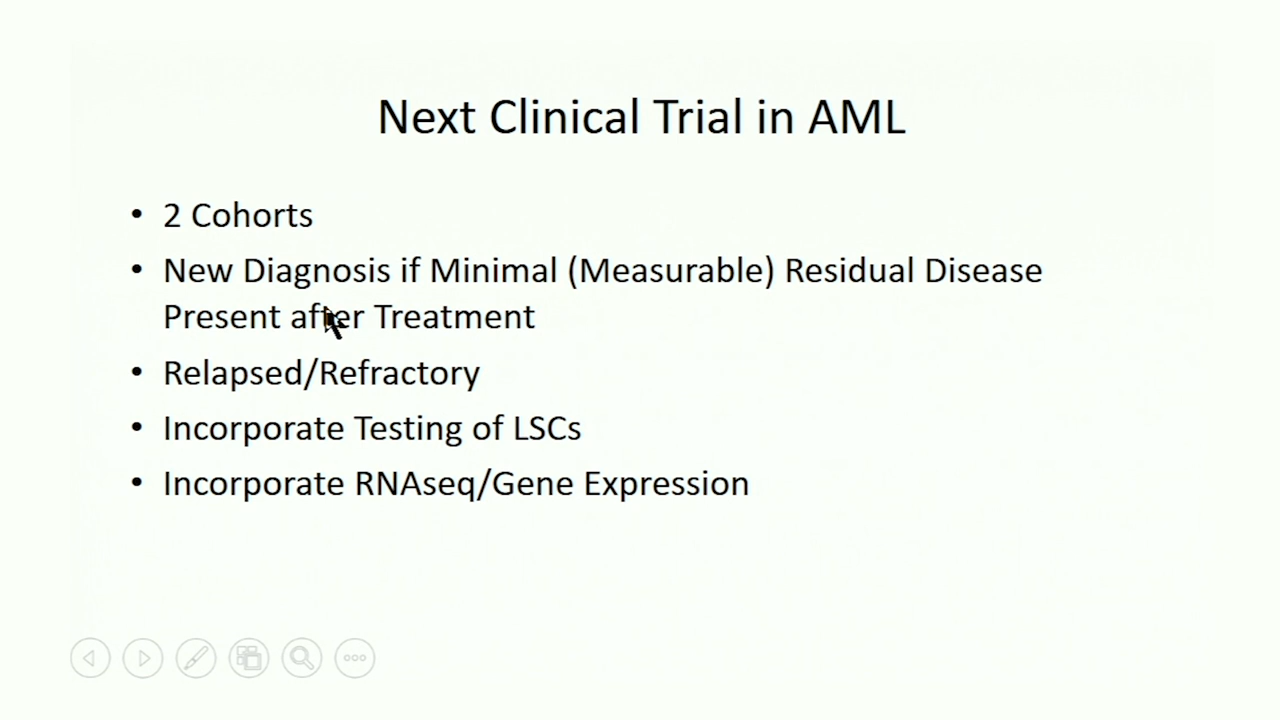 Next Clinical Trial in AML
• 2 Cohorts
• New Diagnosis if Minimal (Measurable) Residual Disease
Present after Treatment
• Relapsed/Refractory
• Incorporate Testing of LSCs
• Incorporate RNAseq/Gene Expression